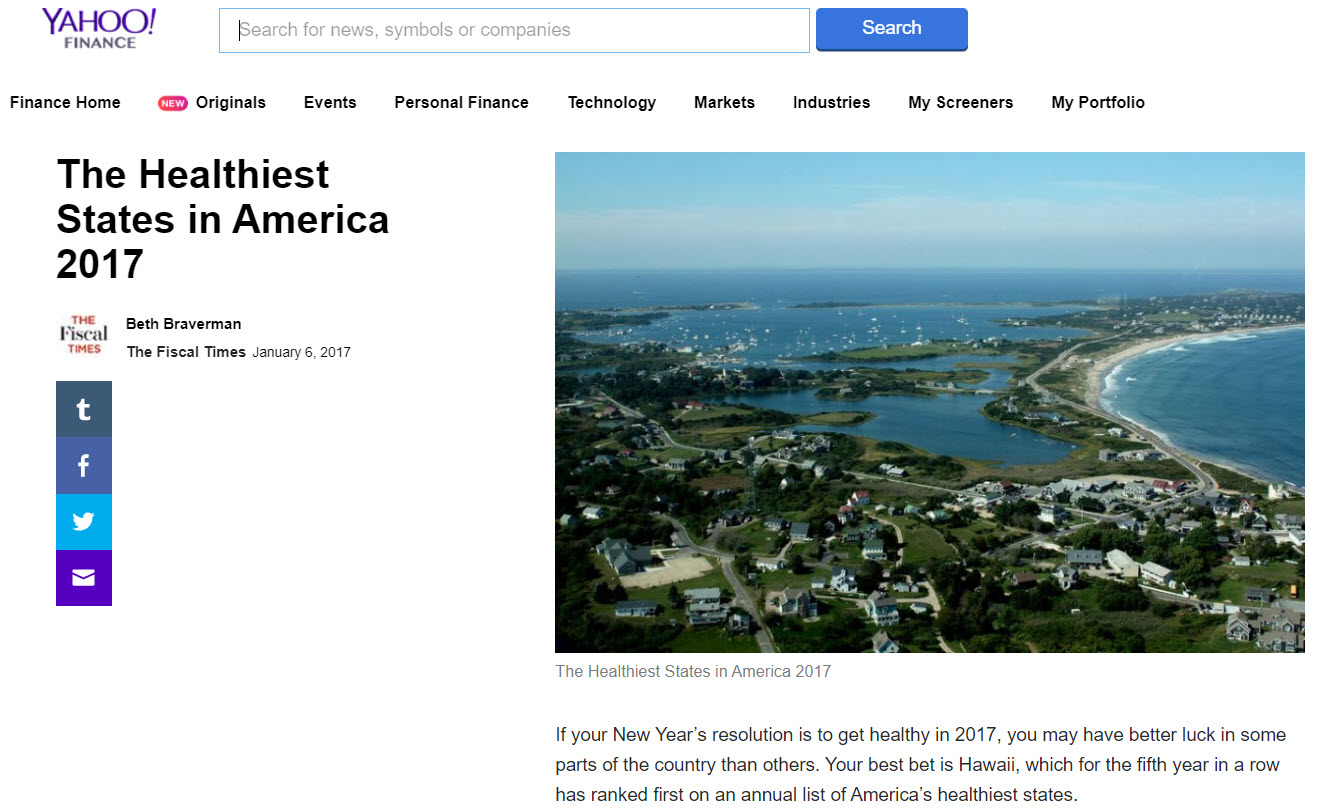 YAHOO!
FINANCE
Search for news, symbols or companies
Search
Finance Home NEW Originals Events Personal Finance Technology Markets Industries My Screeners My Portfolio
The Healthiest
States in America
2017
THE
Fiscal
TIMES
Beth Braverman
The Fiscal Times January 6, 2017
t
f
The Healthiest States in America 2017
If your New Year’s resolution is to get healthy in 2017, you may have better luck in some
parts of the country than others. Your best bet is Hawaii, which for the fifth year in a row
has ranked first on an annual list of America’s healthiest states.